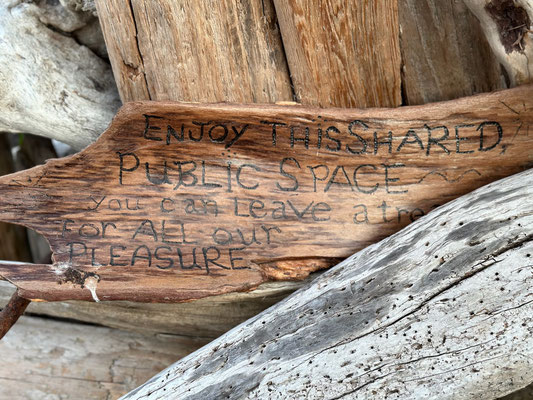 ENJOY THIS SHARED,
PUBLIC SPACE
you can Leave a
for ALL our
PLEASURE